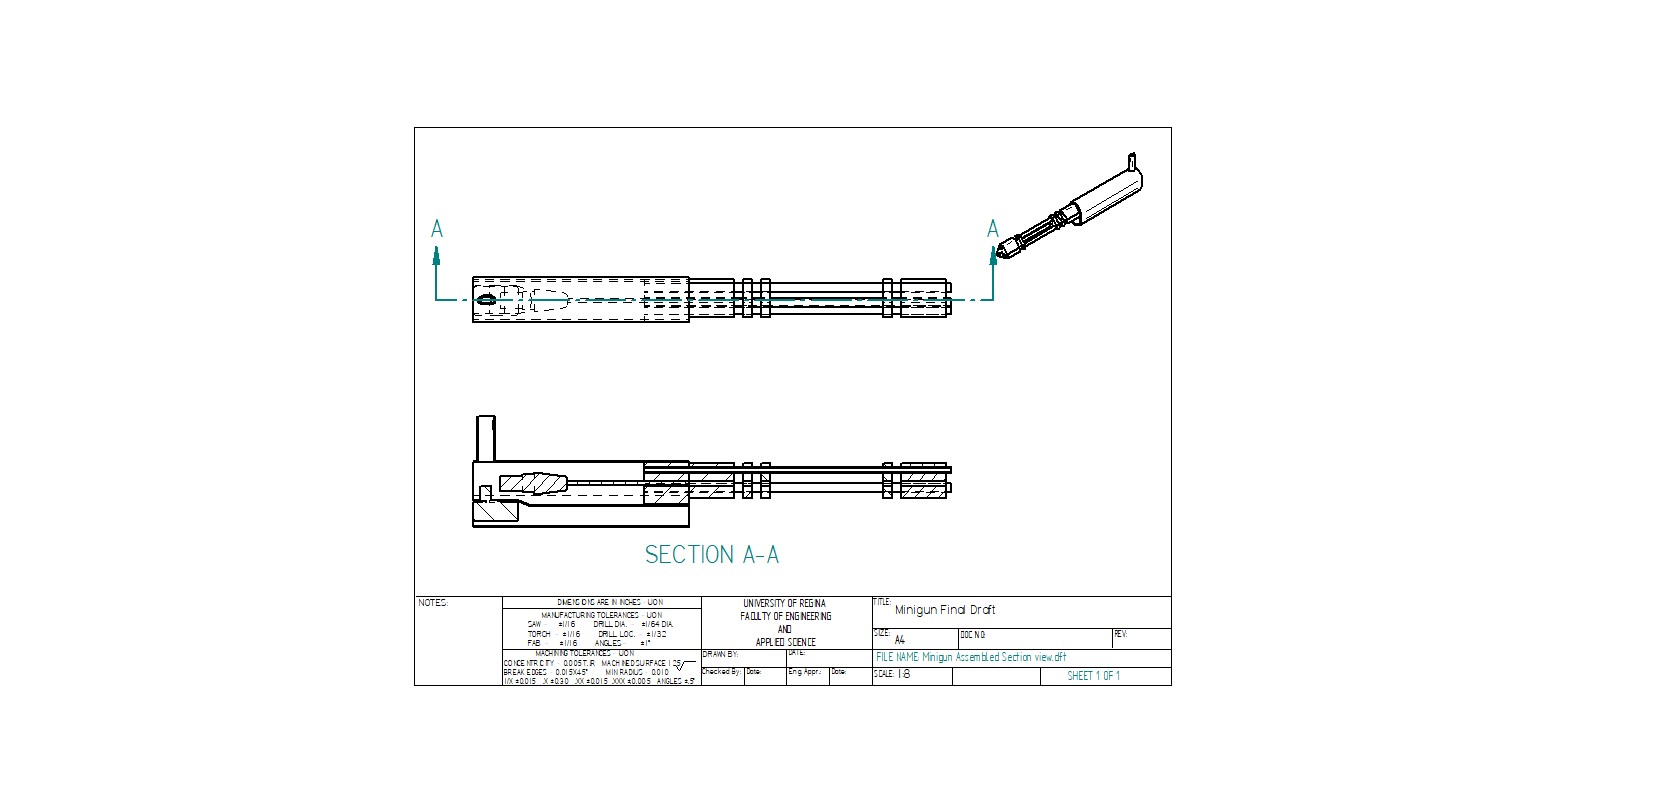 A A
SECTION A-A
NOTES:
DIMENSIONS ARE IN INCHES - UON
MANUFACTURING TOLERANCES - UON
SAW - ±1/16 DRILL DIA. - ±1/64 DIA.
TORCH - ±1/16 DRILL LOC. - ±1/32
FAB - ±1/16 ANGLES - ±1°
MACHINING TOLERANCES - UON
CONCENTRICITY - 0.005 T.I.R MACHINED SURFACE 125
BREAK EDGES - 0.015X45° MIN RADIUS - 0.010
1/X ±0.015 .X ±0.30 .XX ±0.015 .XXX ±0.005 ANGLES ±.5°
UNIVERSITY OF REGINA
FACULTY OF ENGINEERING
AND
APPLIED SCIENCE
DRAWN BY: DATE:
Checked By: Date: Eng Appr.: Date:
TITLE: Minigun Final Draft
SIZE: A4 DOC NO: REV:
FILE NAME: Minigun Assembled Section view.dft
SCALE: 1:8 SHEET 1 OF 1